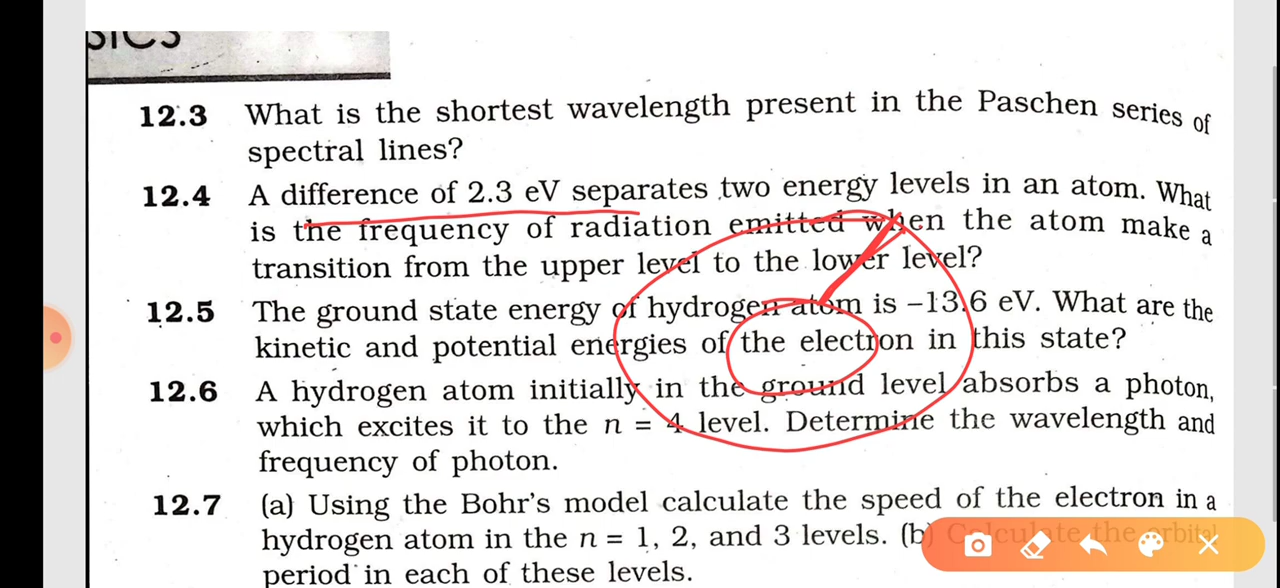 12.3 What is the shortest wavelength present in the Paschen series of
spectral lines?
12.4 A difference of 2.3 eV separates two energy levels in an atom. What
is the frequency of radiation emitted when the atom make a
transition from the upper level to the lower level?
12.5 The ground state energy of hydrogen atom is −13.6 eV. What are the
kinetic and potential energies of the electron in this state?
12.6 A hydrogen atom initially in the ground level absorbs a photon,
which excites it to the n = 4 level. Determine the wavelength and
frequency of photon.
12.7 (a) Using the Bohr's model calculate the speed of the electron in a
hydrogen atom in the n = 1, 2, and 3 levels. (b) Calculate the orbital
period in each of these levels.